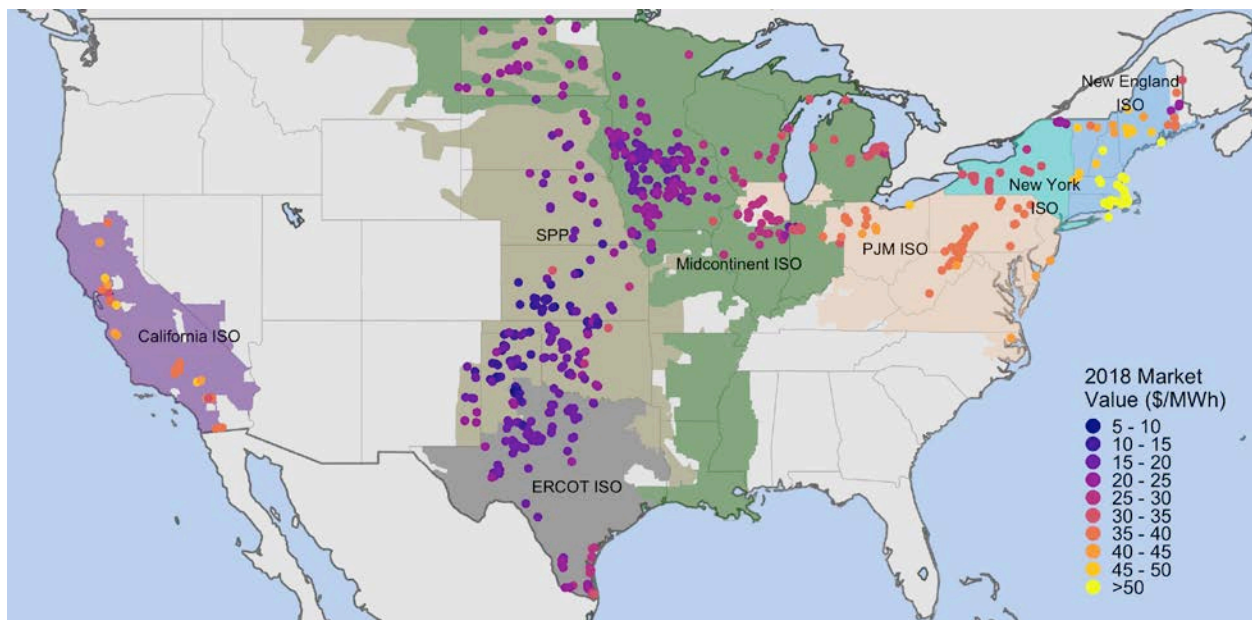 New England
ISO
New York
ISO
SPP
PJM ISO
Midcontinent ISO
California ISO
ERCOT ISO
2018 Market
Value ($/MWh)
5 - 10
10 - 15
15 - 20
20 - 25
25 - 30
30 - 35
35 - 40
40 - 45
45 - 50
>50